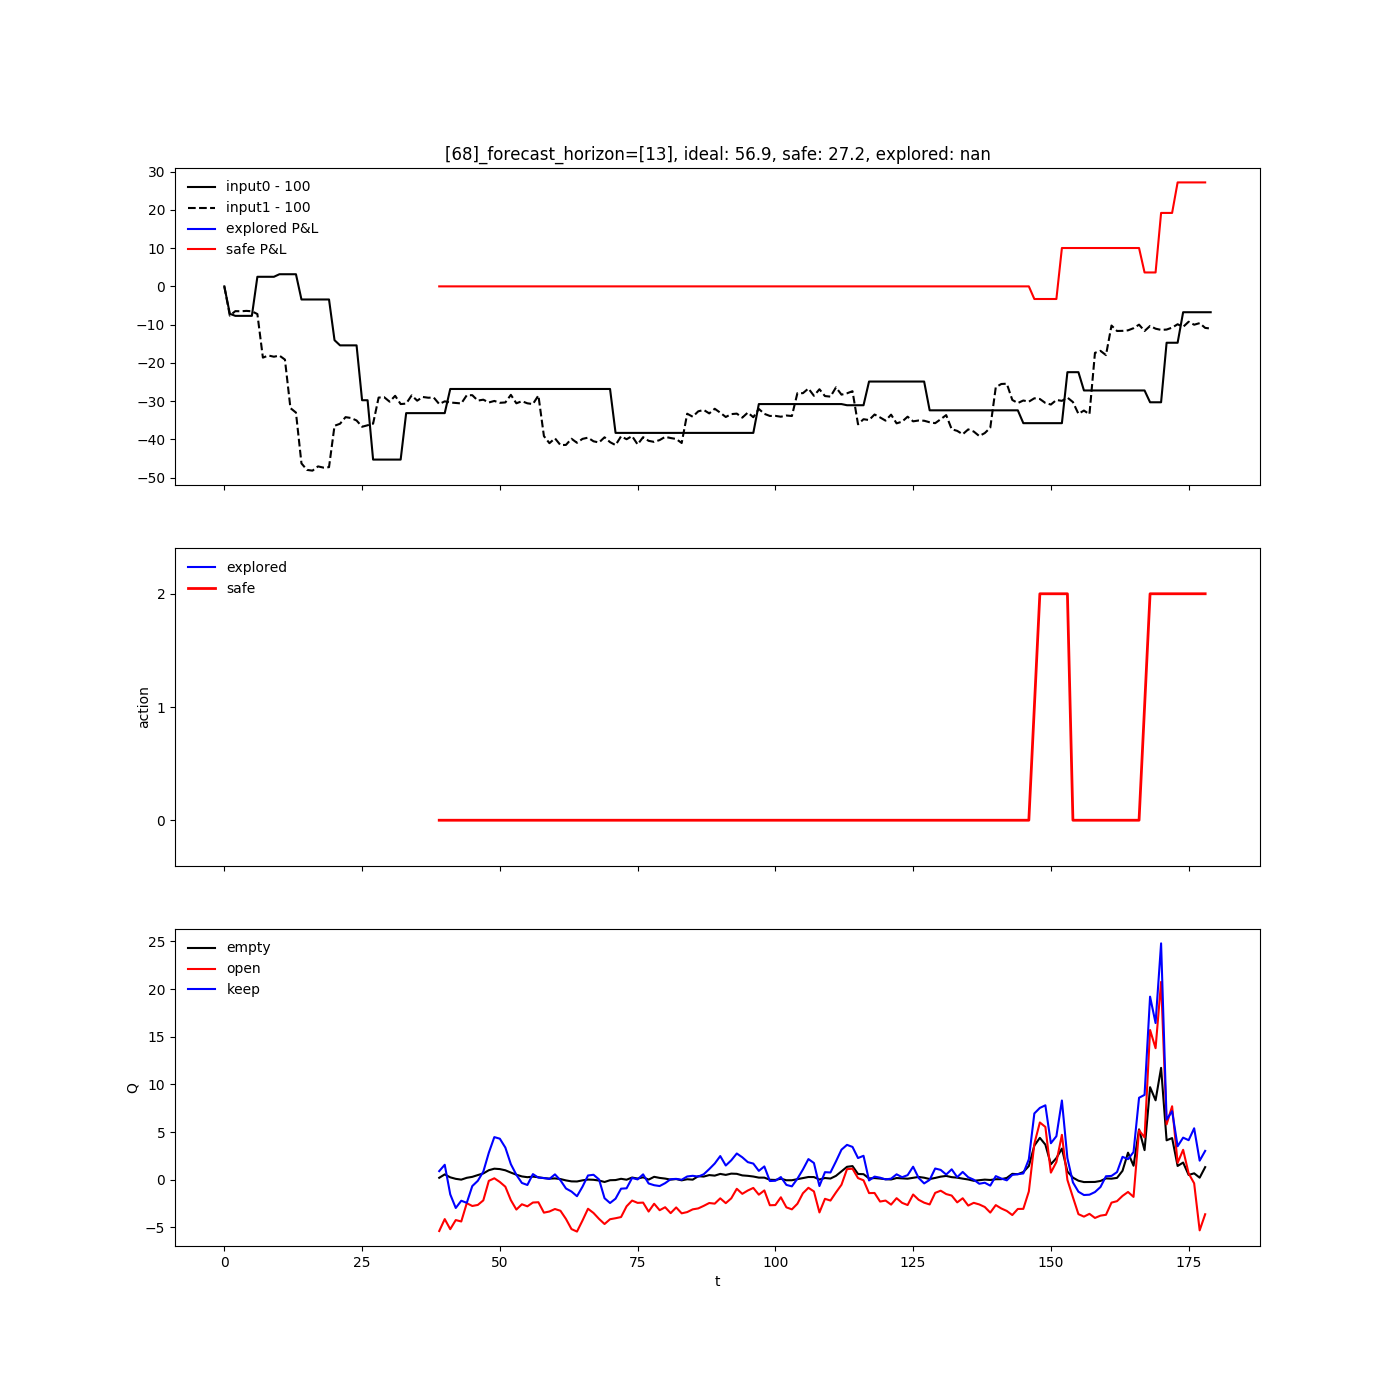 [68]_forecast_horizon=[13], ideal: 56.9, safe: 27.2, explored: nan
30
20
10
0
−10
−20
−30
−40
−50
input0 - 100
input1 - 100
explored P&L
safe P&L
2
1
0
action
explored
safe
25
20
15
10
5
0
−5
Q
empty
open
keep
0 25 50 75 100 125 150 175
t